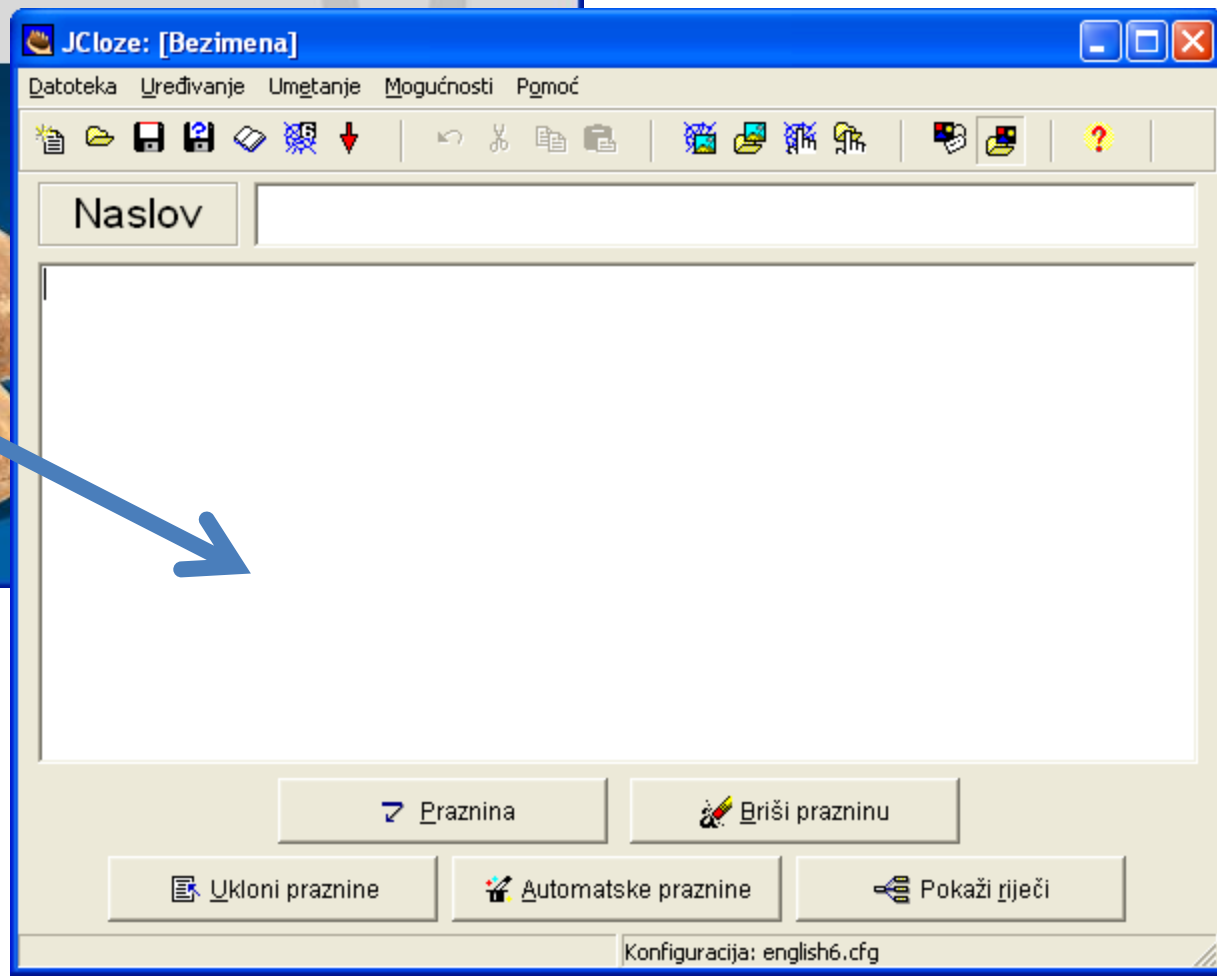 JCloze: [Bezimena]
Datoteka Uređivanje Umetanje Mogućnosti Pomoć
Naslov
Praznina Briši prazninu
Ukloni praznine Automatske praznine Pokaži riječi
Konfiguracija: english6.cfg